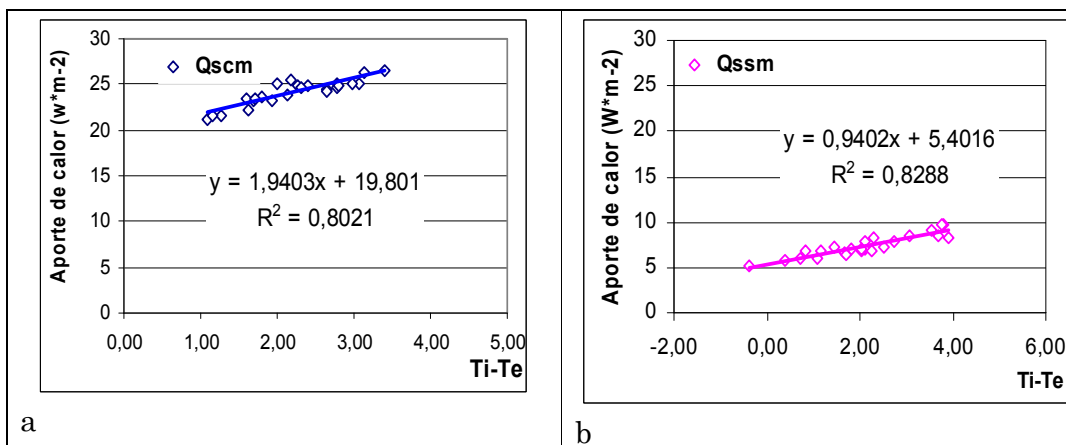 Aporte de calor (w*m-2)
30
25
20
15
10
5
0
Qscm
y = 1,9403x + 19,801
R² = 0,8021
0,00 1,00 2,00 3,00 4,00 5,00
Ti-Te
a
Aporte de calor (W*m-2)
30
25
20
15
10
5
0
Qssm
y = 0,9402x + 5,4016
R² = 0,8288
-2,00 0,00 2,00 4,00 6,00
Ti-Te
b